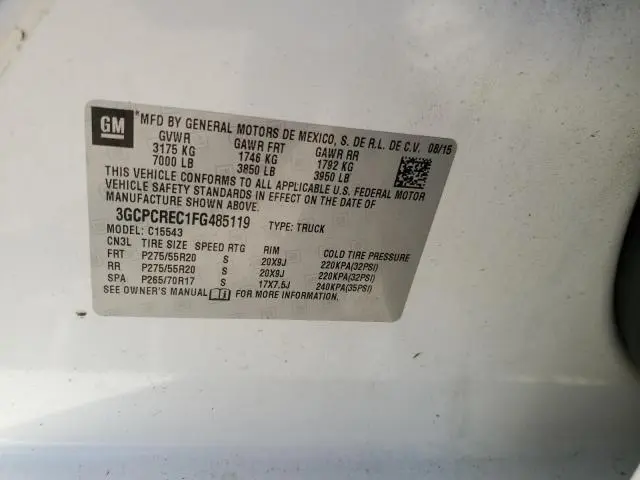 GM
*MFD BY GENERAL MOTORS DE MEXICO, S. DE R.L. DE C.V. 08/15
GVWR GAWR FRT GAWR RR
3175 KG 1746 KG 1792 KG
7000 LB 3850 LB 3950 LB
THIS VEHICLE CONFORMS TO ALL APPLICABLE U.S. FEDERAL MOTOR
VEHICLE SAFETY STANDARDS IN EFFECT ON THE DATE OF
MANUFACTURE SHOWN ABOVE.
3GCPCREC1FG485119 TYPE: TRUCK
MODEL: C15543
CN3L TIRE SIZE SPEED RTG RIM COLD TIRE PRESSURE
FRT P275/55R20 S 20X9J 220KPA(32PSI)
RR P275/55R20 S 20X9J 220KPA(32PSI)
SPA P265/70R17 S 17X7.5J 240KPA(35PSI)
SEE OWNER'S MANUAL FOR MORE INFORMATION.